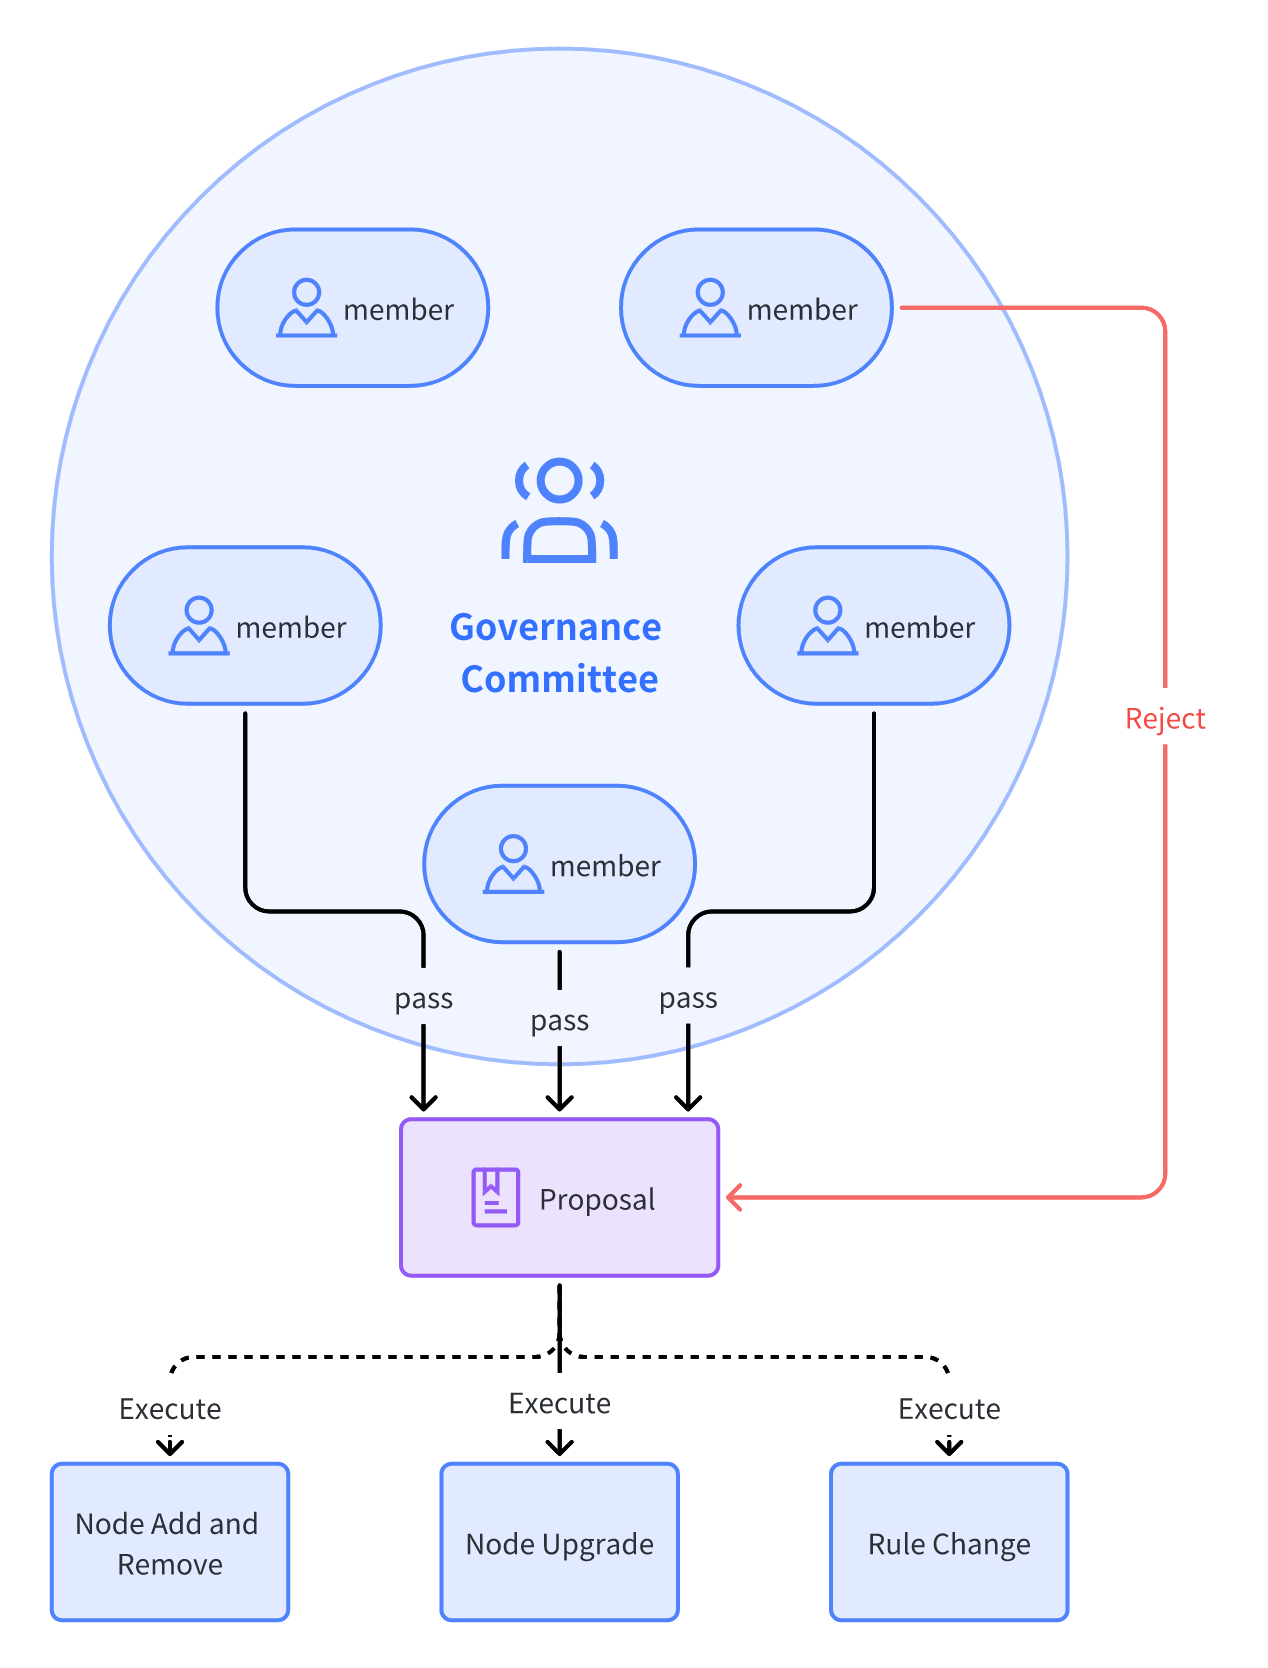 member
member
Governance
Committee
member
member
Reject
member
pass
pass
pass
Proposal
Execute
Execute
Execute
Node Add and
Remove
Node Upgrade
Rule Change